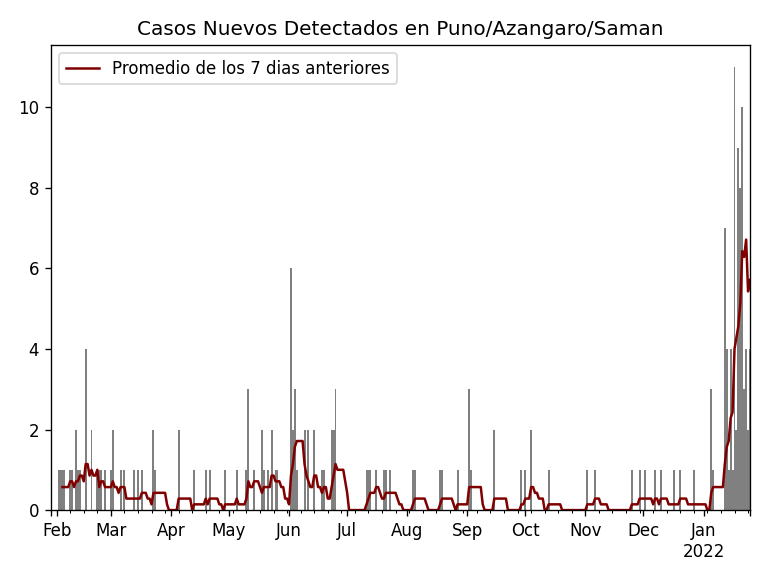 Casos Nuevos Detectados en Puno/Azangaro/Saman
Promedio de los 7 dias anteriores
10
8
6
4
2
0
Feb Mar Apr May Jun Jul Aug Sep Oct Nov Dec Jan
2022